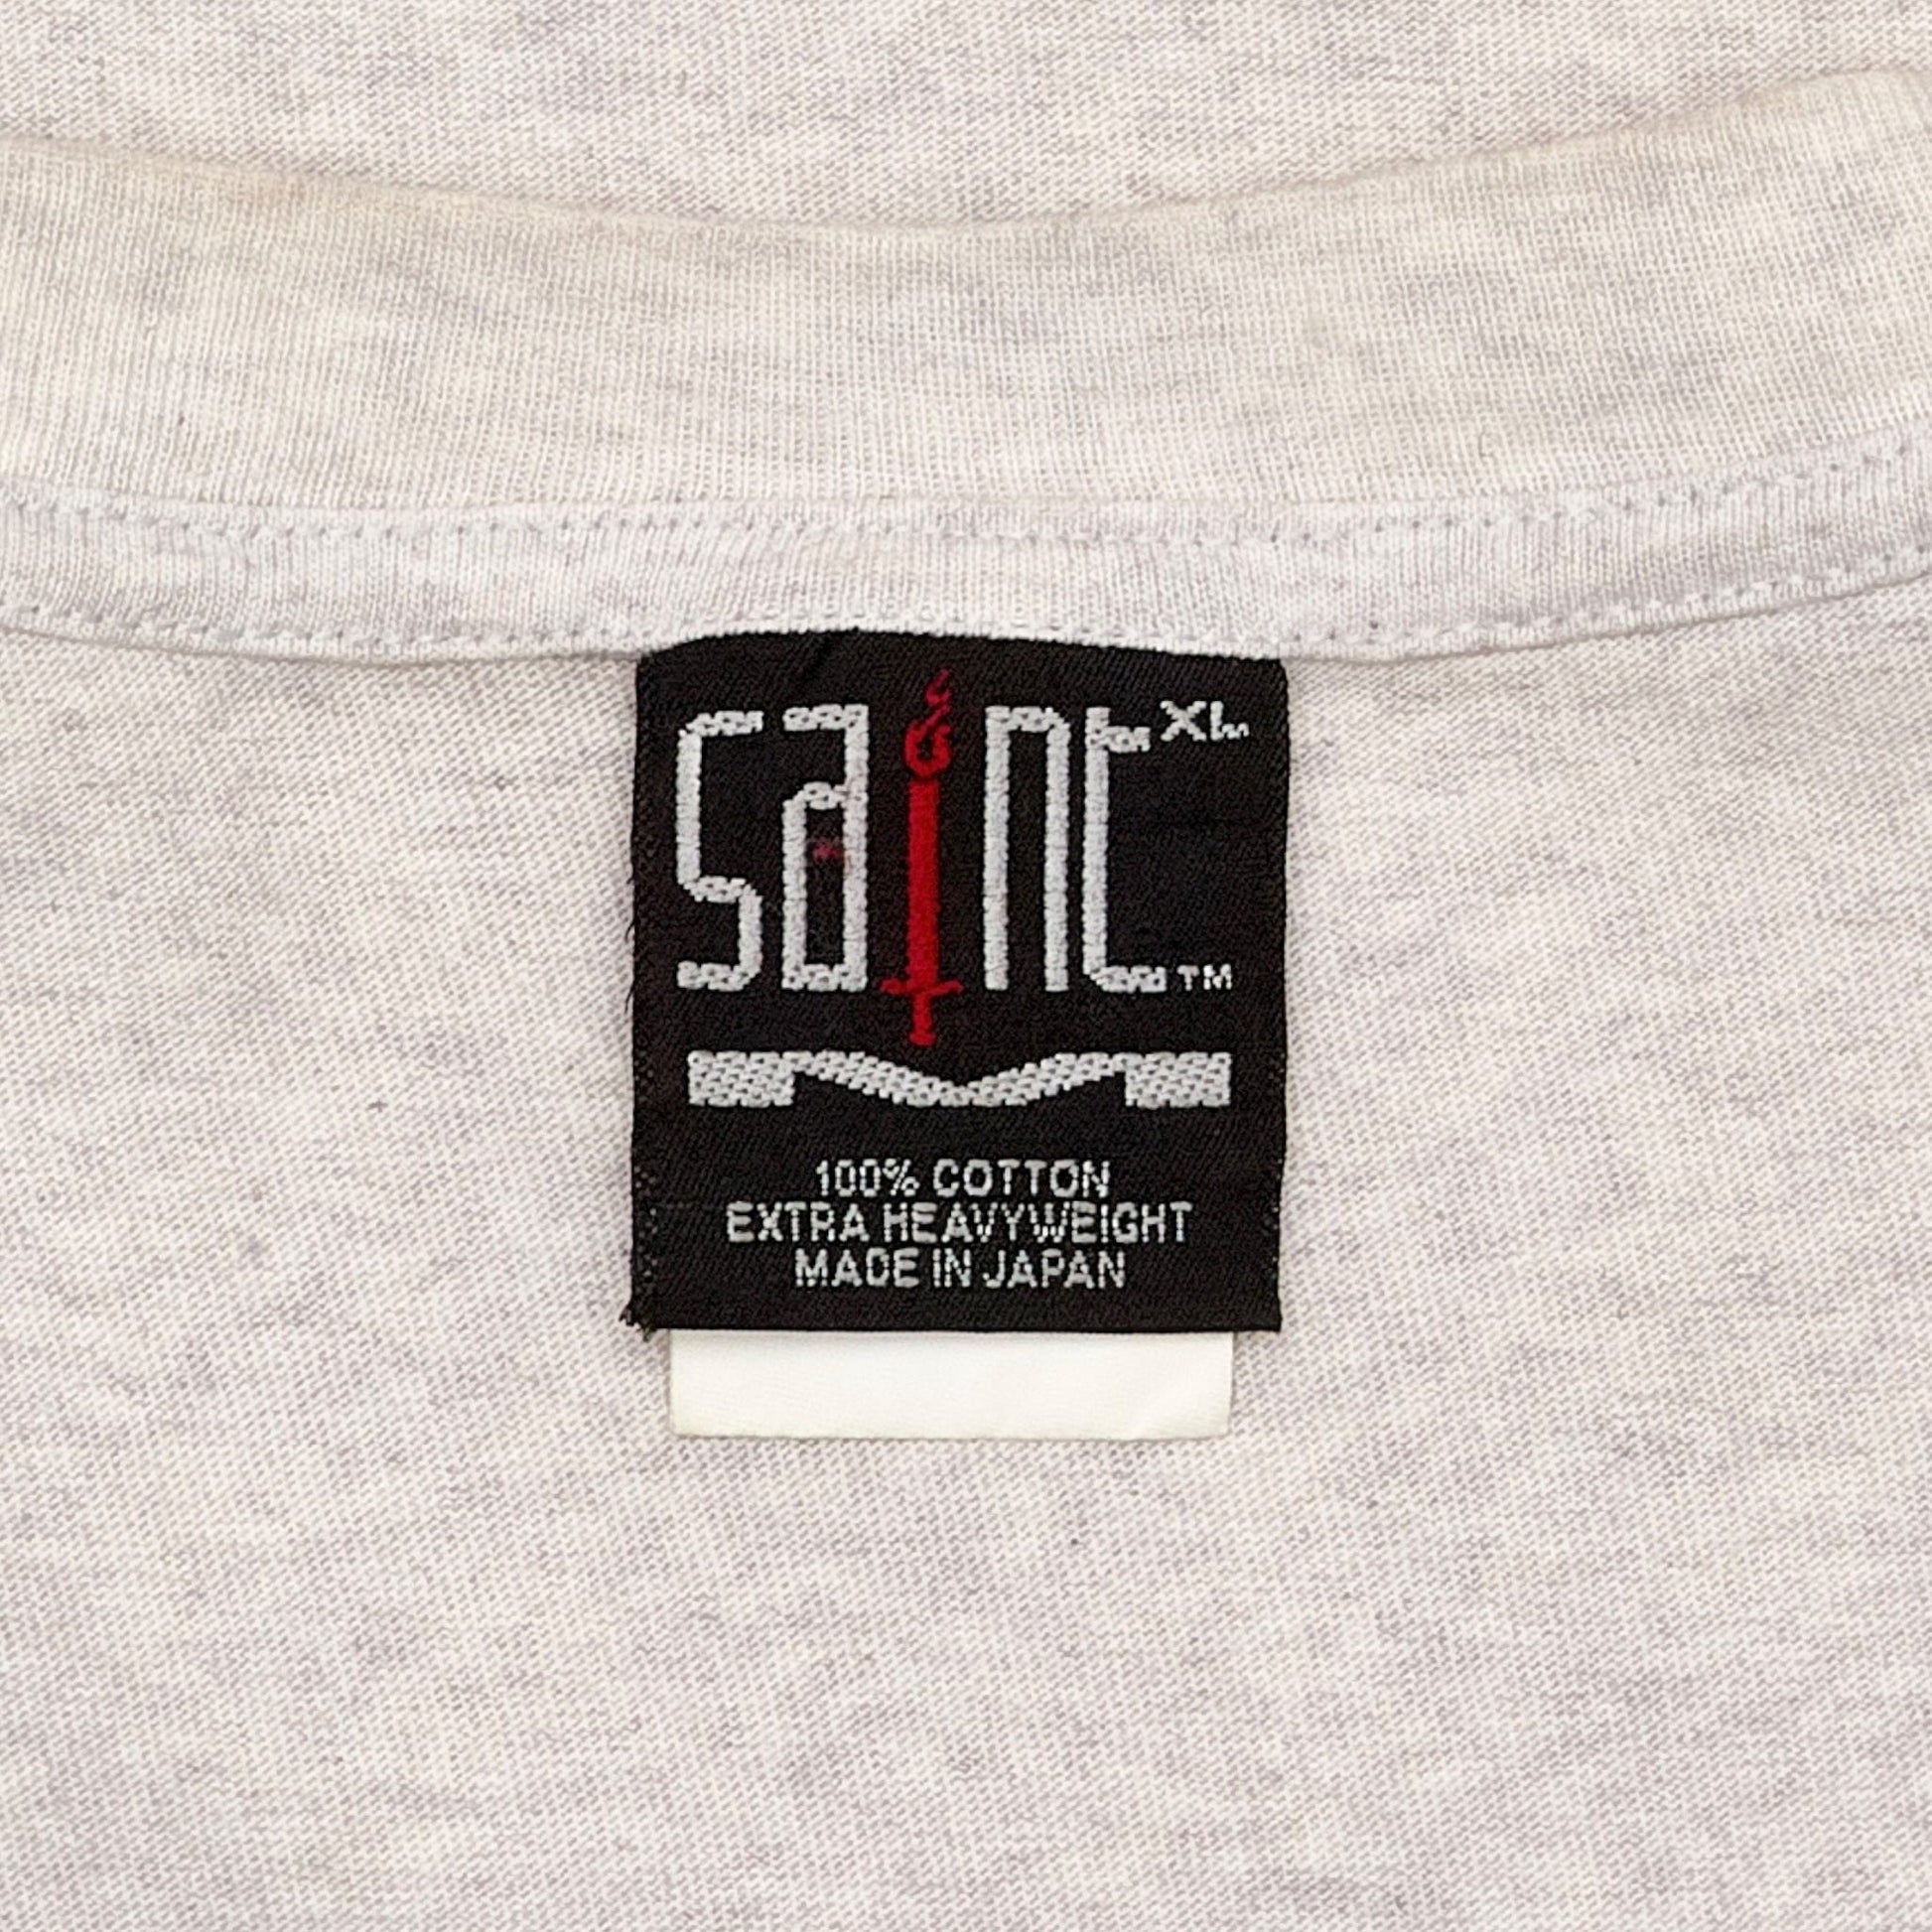 saint XL
TM
100% COTTON
EXTRA HEAVYWEIGHT
MADE IN JAPAN